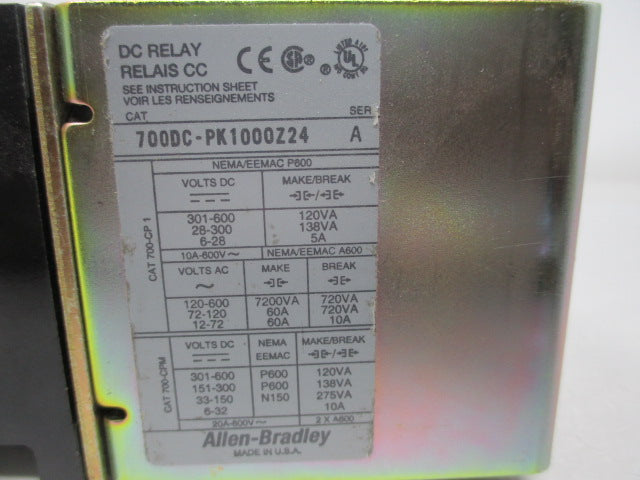 DC RELAY
RELAIS CC
SEE INSTRUCTION SHEET
VOIR LES RENSEIGNEMENTS
CAT SER
700DC-PK1000Z24 A
CAT 700-CP 1
NEMA/EEMAC P600
VOLTS DC MAKE/BREAK
301-600 120VA
28-300 138VA
6-28 5A
10A-600V~ NEMA/EEMAC A600
VOLTS AC MAKE BREAK
~
120-600 7200VA 720VA
72-120 60A 720VA
12-72 60A 10A
CAT 700-CPM
VOLTS DC NEMA MAKE/BREAK
EEMAC
301-600 P600 120VA
151-300 P600 138VA
33-150 N150 275VA
6-32 10A
20A-600V~ 2 X A600
Allen-Bradley
MADE IN U.S.A.